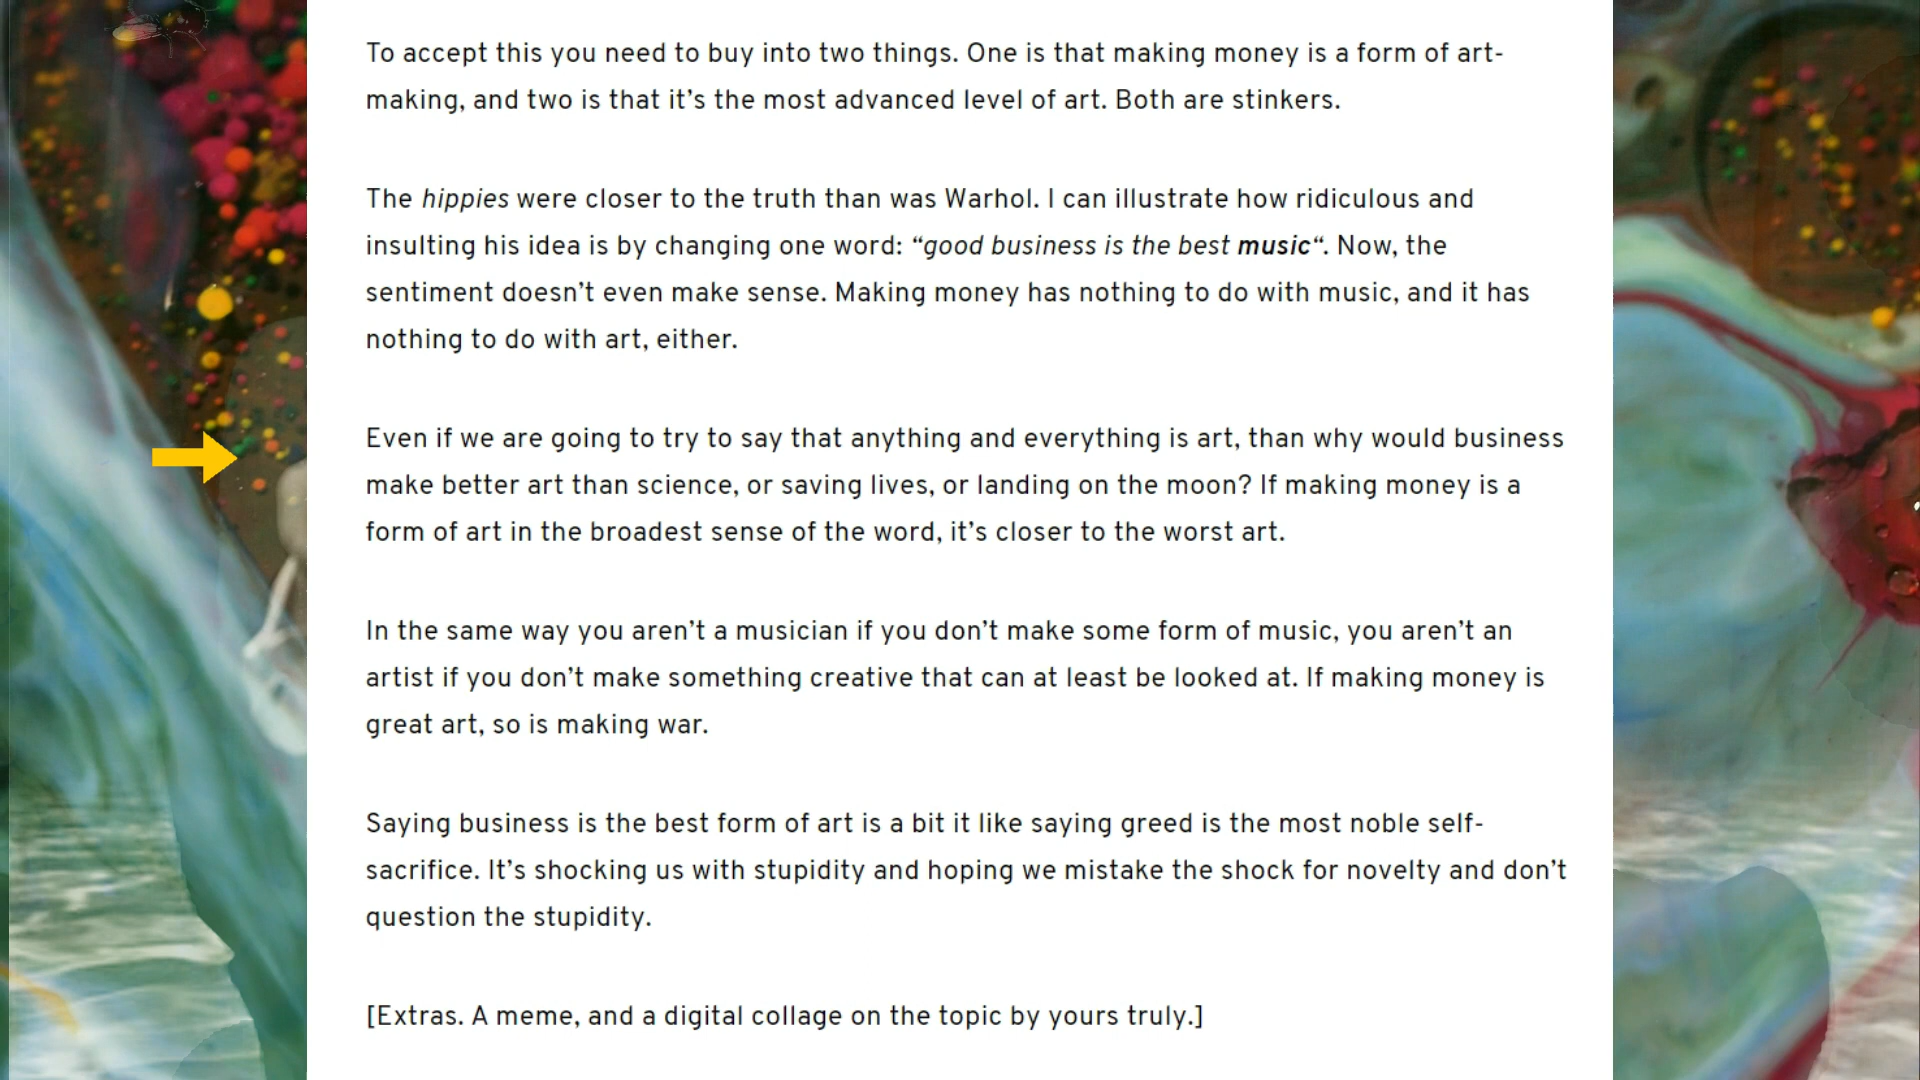 To accept this you need to buy into two things. One is that making money is a form of art-
making, and two is that it’s the most advanced level of art. Both are stinkers.
The hippies were closer to the truth than was Warhol. I can illustrate how ridiculous and
insulting his idea is by changing one word: “good business is the best music“. Now, the
sentiment doesn’t even make sense. Making money has nothing to do with music, and it has
nothing to do with art, either.
Even if we are going to try to say that anything and everything is art, than why would business
make better art than science, or saving lives, or landing on the moon? If making money is a
form of art in the broadest sense of the word, it’s closer to the worst art.
In the same way you aren’t a musician if you don’t make some form of music, you aren’t an
artist if you don’t make something creative that can at least be looked at. If making money is
great art, so is making war.
Saying business is the best form of art is a bit it like saying greed is the most noble self-
sacrifice. It’s shocking us with stupidity and hoping we mistake the shock for novelty and don’t
question the stupidity.
[Extras. A meme, and a digital collage on the topic by yours truly.]